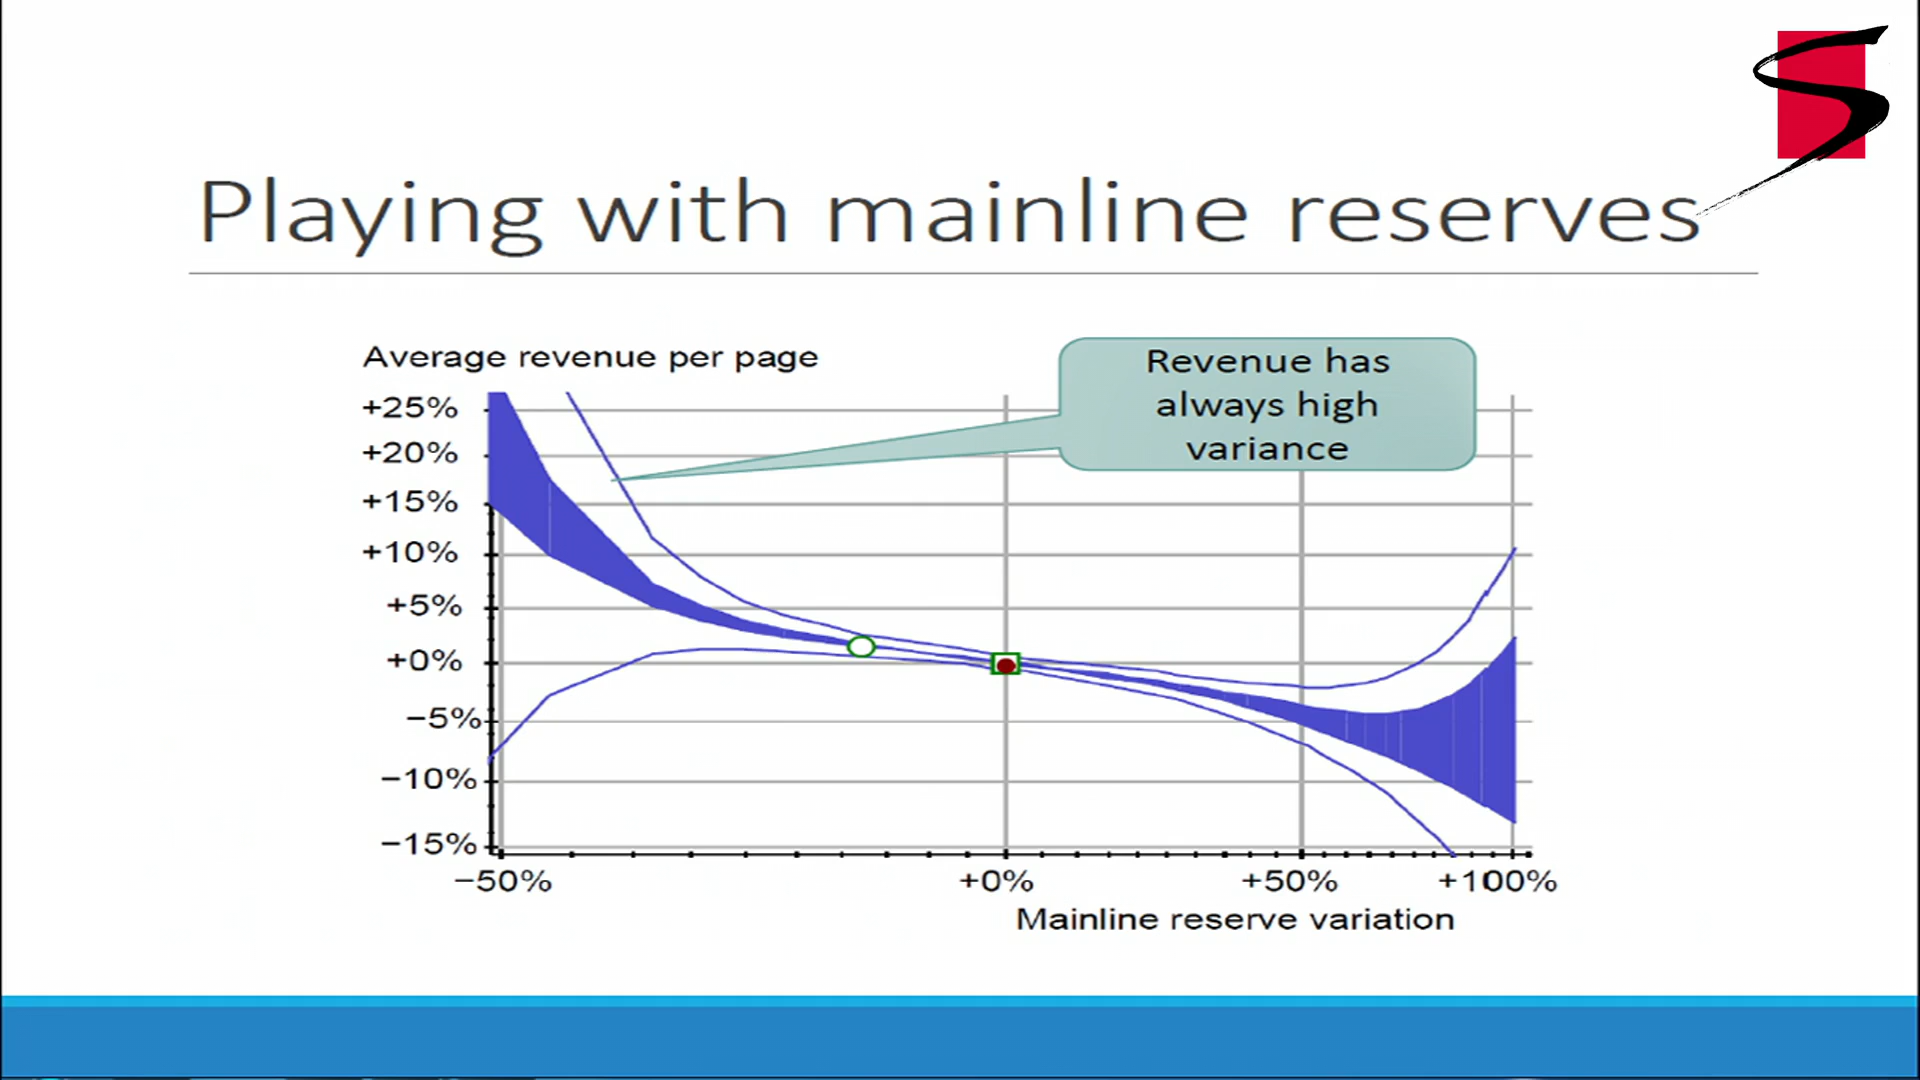 Playing with mainline reserves
Average revenue per page
Revenue has
always high
variance
+25%
+20%
+15%
+10%
+5%
+0%
−5%
−10%
−15%
−50%
+0%
+50%
+100%
Mainline reserve variation